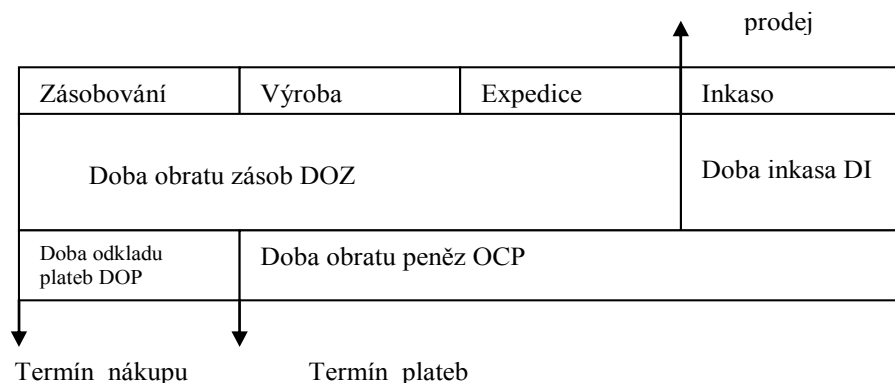 prodej
Zásobování
Výroba
Expedice
Inkaso
Doba obratu zásob DOZ
Doba inkasa DI
Doba odkladu
plateb DOP
Doba obratu peněz OCP
Termín nákupu
Termín plateb